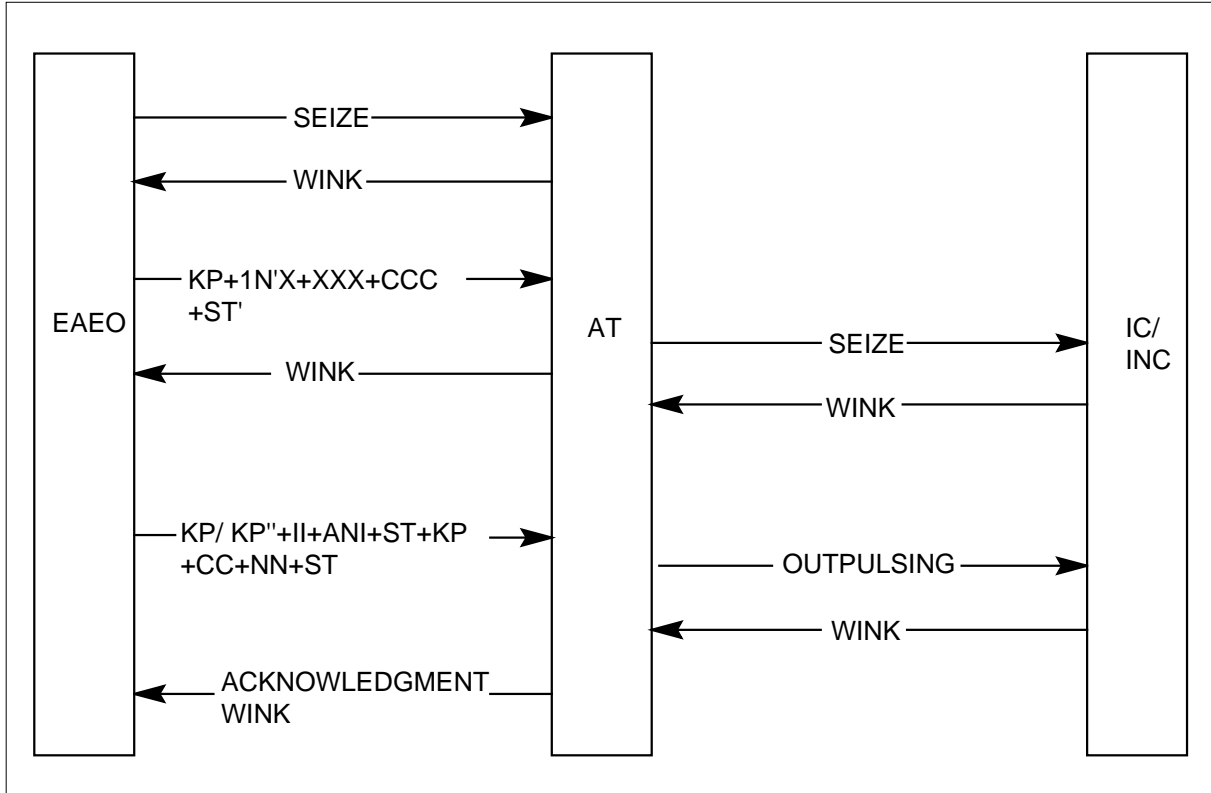 SEIZE
WINK
KP+1N'X+XXX+CCC
+ST'
EAEO
AT
IC/
INC
SEIZE
WINK
WINK
KP/ KP"+II+ANI+ST+KP
+CC+NN+ST
OUTPULSING
WINK
ACKNOWLEDGMENT
WINK